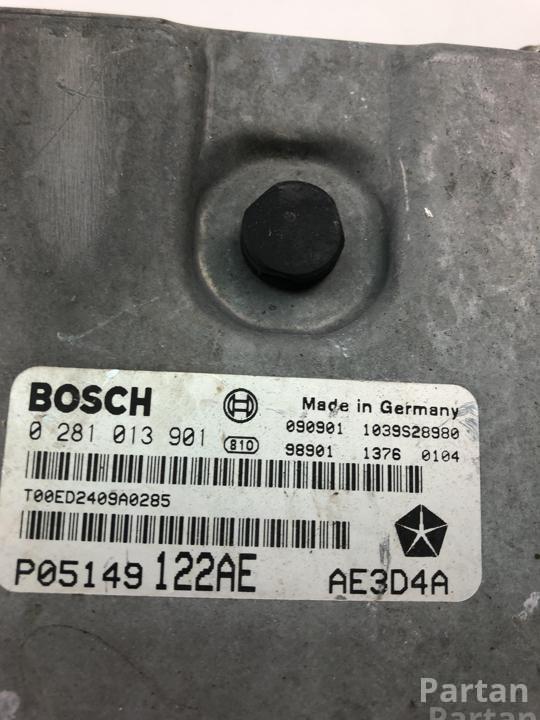 BOSCH
Made in Germany
0 281 013 901
810
090901 1039S28980
98901 1376 0104
T00ED2409A0285
P05149 122AE
AE3D4A
Partan
Partan